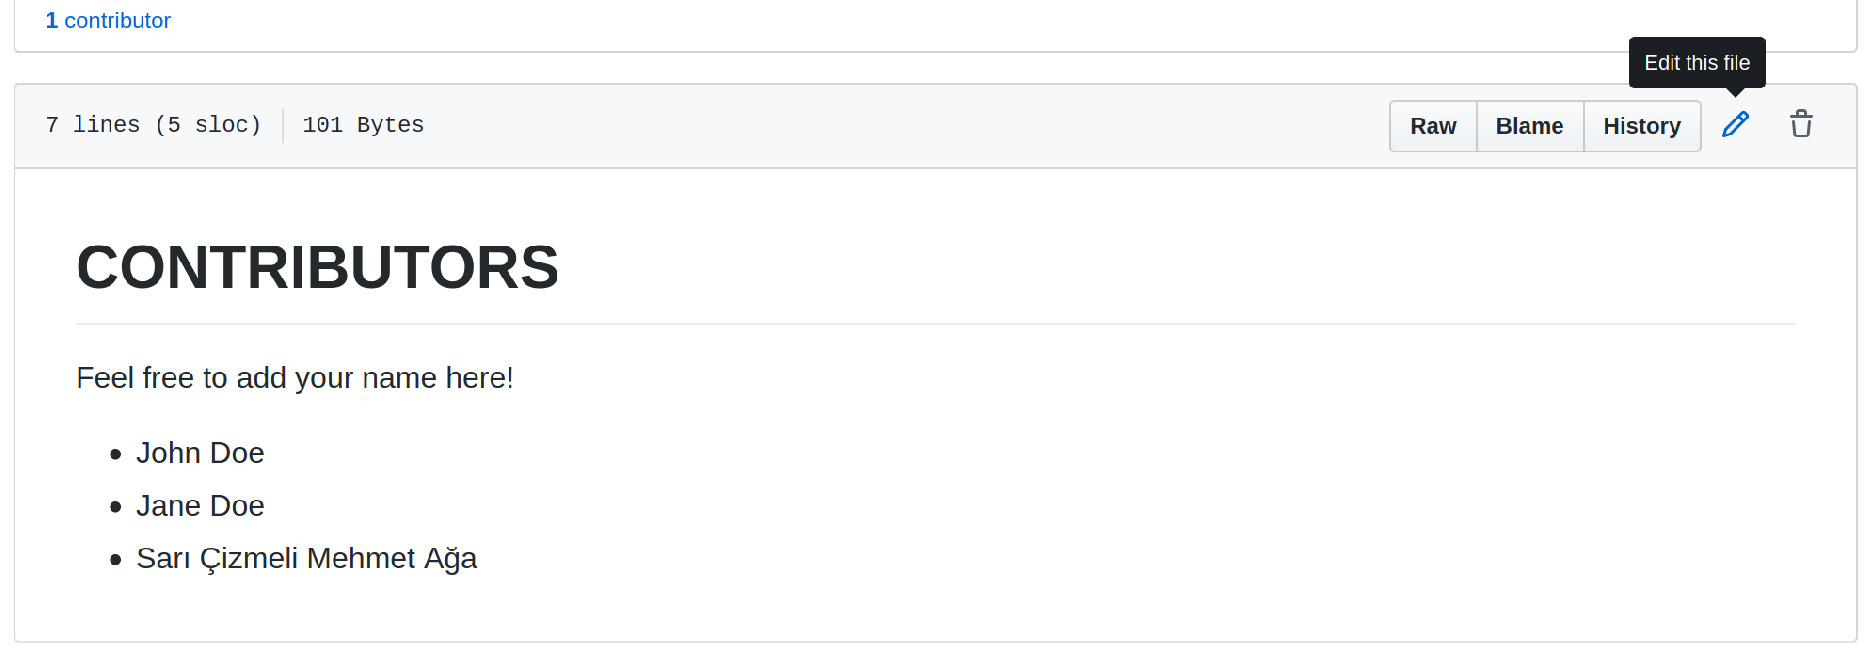 1 contributor
Edit this file
7 lines (5 sloc) 101 Bytes Raw Blame History
CONTRIBUTORS
Feel free to add your name here!
John Doe
Jane Doe
Sarı Çizmeli Mehmet Ağa